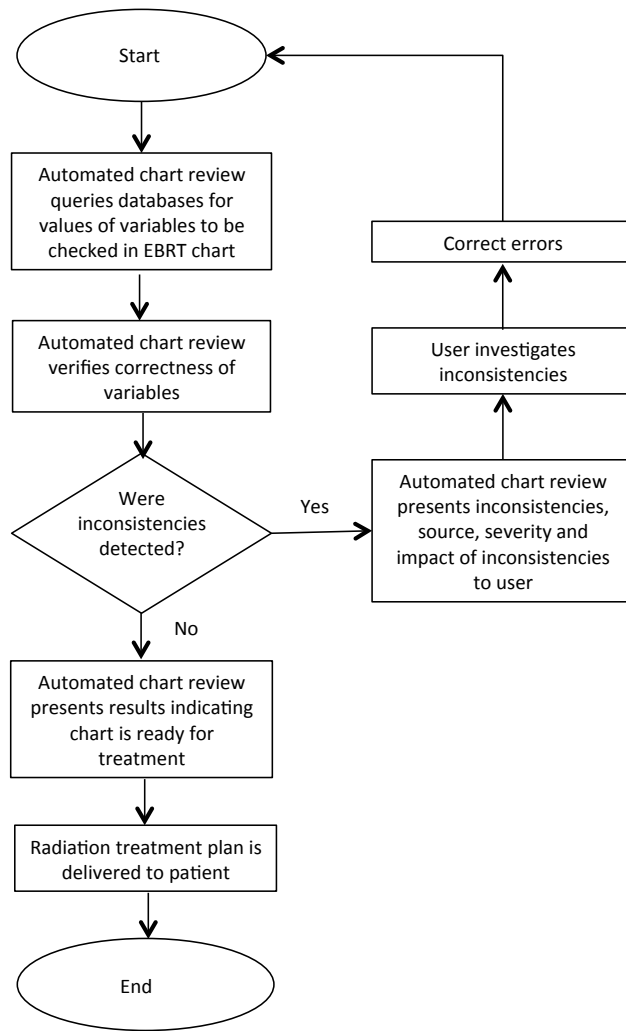 Start
Automated chart review
queries databases for
values of variables to be
checked in EBRT chart
Automated chart review
verifies correctness of
variables
Were
inconsistencies
detected?
Yes
No
Automated chart review
presents inconsistencies,
source, severity and
impact of inconsistencies
to user
User investigates
inconsistencies
Correct errors
Automated chart review
presents results indicating
chart is ready for
treatment
Radiation treatment plan is
delivered to patient
End